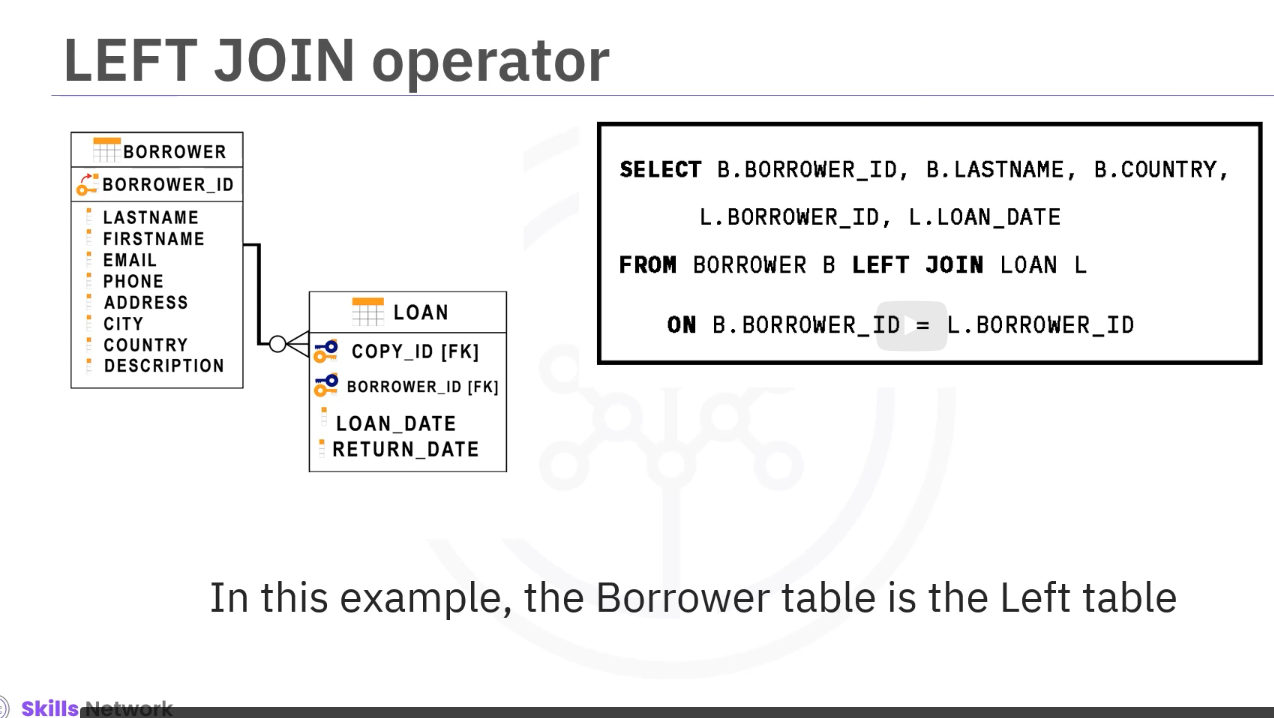 LEFT JOIN operator
BORROWER
BORROWER_ID
LASTNAME
FIRSTNAME
EMAIL
PHONE
ADDRESS
CITY
COUNTRY
DESCRIPTION
LOAN
COPY_ID [FK]
BORROWER_ID [FK]
LOAN_DATE
RETURN_DATE
SELECT B.BORROWER_ID, B.LASTNAME, B.COUNTRY,
L.BORROWER_ID, L.LOAN_DATE
FROM BORROWER B LEFT JOIN LOAN L
ON B.BORROWER_ID = L.BORROWER_ID
In this example, the Borrower table is the Left table
Skills Network